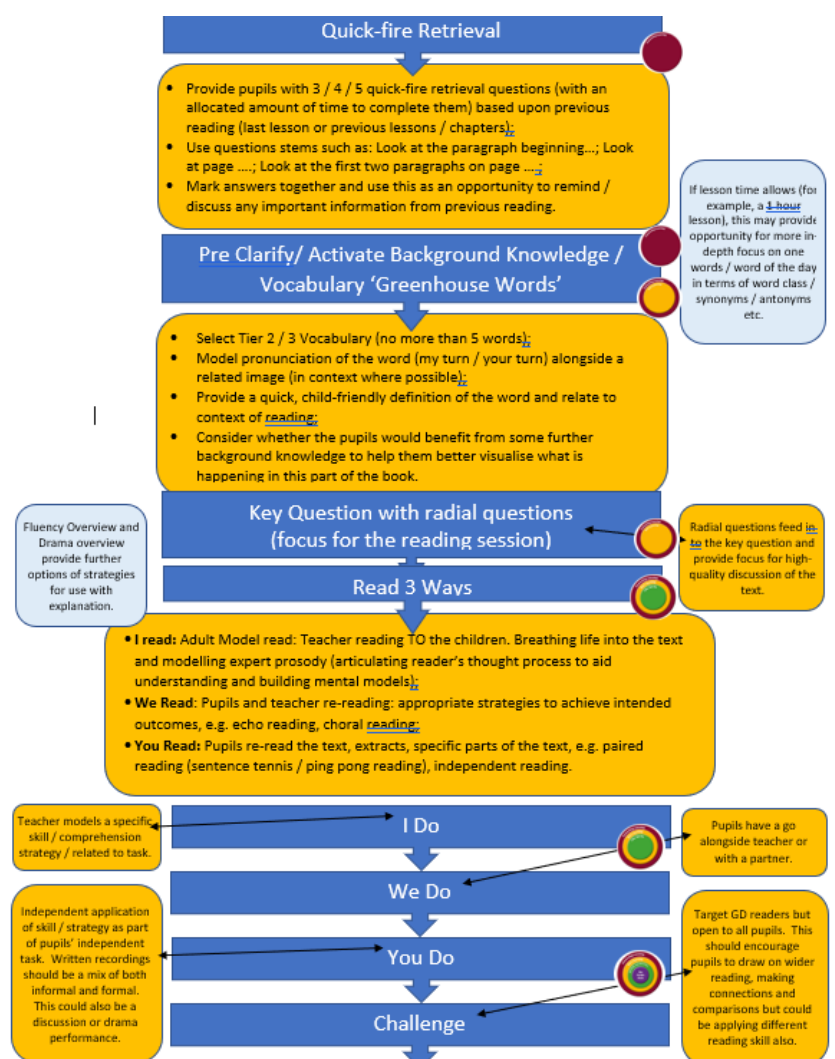 Quick-fire Retrieval
• Provide pupils with 3 / 4 / 5 quick-fire retrieval questions (with an
allocated amount of time to complete them) based upon previous
reading (last lesson or previous lessons / chapters);
• Use questions stems such as: Look at the paragraph beginning…; Look
at page ….; Look at the first two paragraphs on page ….;
• Mark answers together and use this as an opportunity to remind /
discuss any important information from previous reading.
If lesson time allows (for
example, a 1 hour
lesson), this may provide
opportunity for more in-
depth focus on one
words / word of the day
in terms of word class /
synonyms / antonyms
etc.
Pre Clarify/ Activate Background Knowledge /
Vocabulary ‘Greenhouse Words’
• Select Tier 2 / 3 Vocabulary (no more than 5 words);
• Model pronunciation of the word (my turn / your turn) alongside a
related image (in context where possible);
• Provide a quick, child-friendly definition of the word and relate to
context of reading;
• Consider whether the pupils would benefit from some further
background knowledge to help them better visualise what is
happening in this part of the book.
Key Question with radial questions
(focus for the reading session)
Fluency Overview and
Drama overview
provide further
options of strategies
for use with
explanation.
Radial questions feed in
to the key question and
provide focus for high-
quality discussion of the
text.
Read 3 Ways
• I read: Adult Model read: Teacher reading TO the children. Breathing life into the text
and modelling expert prosody (articulating reader’s thought process to aid
understanding and building mental models);
• We Read: Pupils and teacher re-reading: appropriate strategies to achieve intended
outcomes, e.g. echo reading, choral reading;
• You Read: Pupils re-read the text, extracts, specific parts of the text, e.g. paired
reading (sentence tennis / ping pong reading), independent reading.
Teacher models a specific
skill / comprehension
strategy / related to task.
I Do
Pupils have a go
alongside teacher or
with a partner.
We Do
Independent application
of skill / strategy as part
of pupils’ independent
task. Written recordings
should be a mix of both
informal and formal.
This could also be a
discussion or drama
performance.
You Do
Target GD readers but
open to all pupils. This
should encourage
pupils to draw on wider
reading, making
connections and
comparisons but could
be applying different
reading skill also.
Challenge